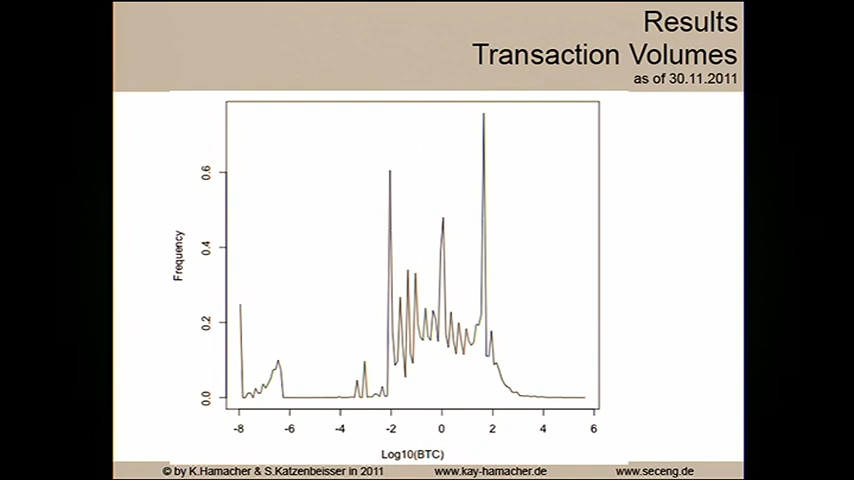 Results
Transaction Volumes
as of 30.11.2011
Frequency
0.6
0.4
0.2
0.0
-8 -6 -4 -2 0 2 4 6
Log10(BTC)
© by K.Hamacher & S.Katzenbeisser in 2011 www.kay-hamacher.de www.seceng.de